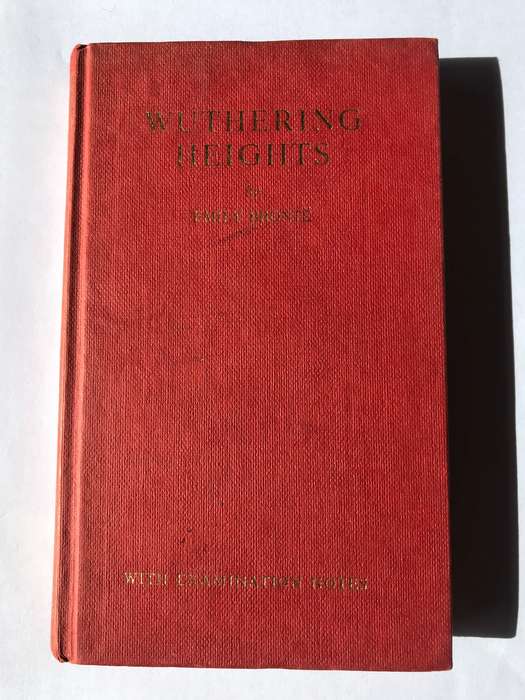 WUTHERING
HEIGHTS
by
EMILY BRONTË
WITH EXAMINATION NOTES